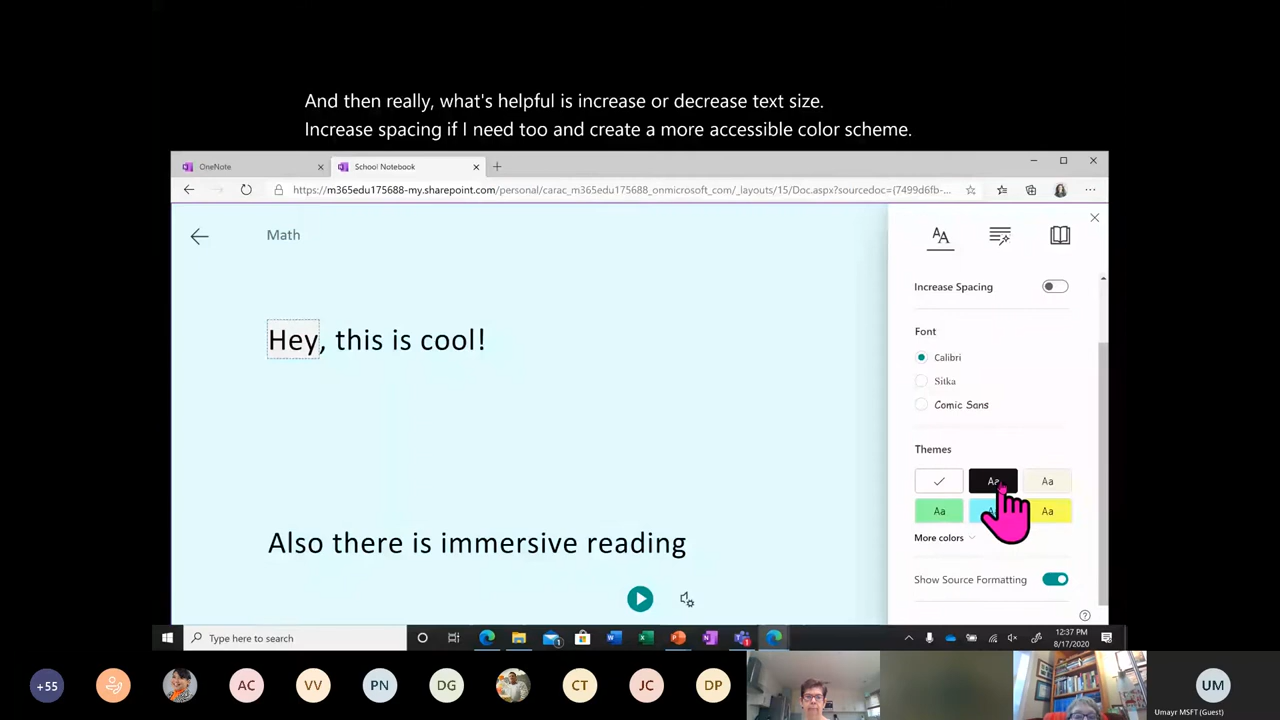 And then really, what's helpful is increase or decrease text size.
Increase spacing if I need too and create a more accessible color scheme.
OneNote
School Notebook
https://m365edu175688-my.sharepoint.com/personal/carac_m365edu175688_onmicrosoft_com/_layouts/15/Doc.aspx?sourcedoc=(7499d6fb-...
Math
Increase Spacing
Hey, this is cool!
Font
Calibri
Sitka
Comic Sans
Themes
Aa Aa
Aa Aa
More colors
Also there is immersive reading
Show Source Formatting
Type here to search
12:37 PM
8/17/2020
+55 AC VV PN DG CT JC DP UM
Umayr MSFT (Guest)